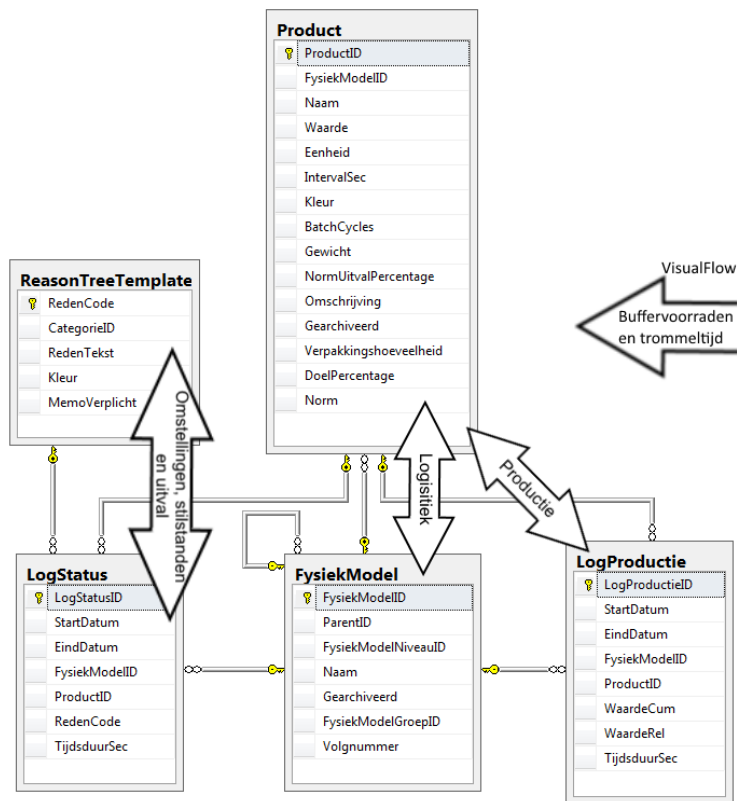 Product
ProductID
FysiekModelID
Naam
Waarde
Eenheid
IntervalSec
Kleur
BatchCycles
Gewicht
NormUitvalPercentage
Omschrijving
Gearchiveerd
Verpakkingshoeveelheid
DoelPercentage
Norm
VisualFlow
Buffervoorraden
en trommeltijd
ReasonTreeTemplate
RedenCode
CategorieID
RedenTekst
Kleur
MemoVerplicht
Omstellingen, stilstanden
en uitval
Logisitiek
Productie
LogStatus
LogStatusID
StartDatum
EindDatum
FysiekModelID
ProductID
RedenCode
TijdsduurSec
FysiekModel
FysiekModelID
ParentID
FysiekModelNiveauID
Naam
Gearchiveerd
FysiekModelGroepID
Volgnummer
LogProductie
LogProductieID
StartDatum
EindDatum
FysiekModelID
ProductID
WaardeCum
WaardeRel
TijdsduurSec